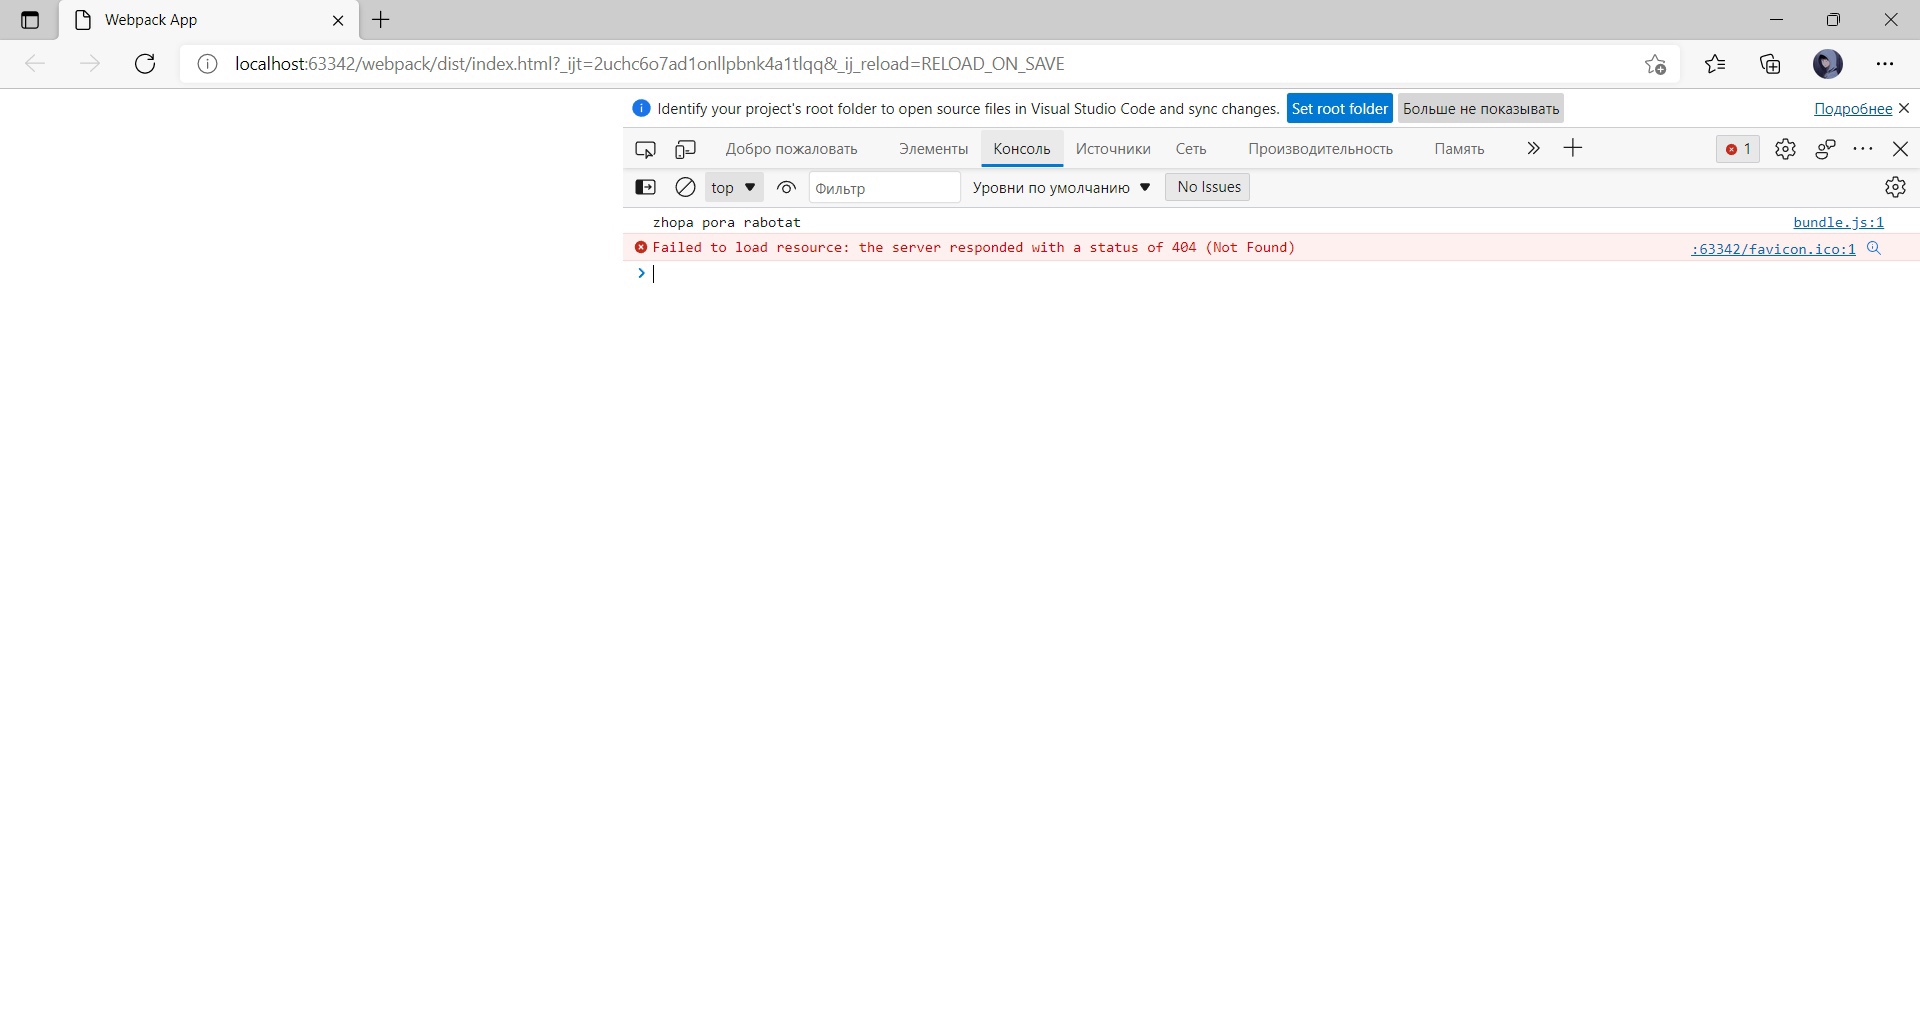 Webpack App
localhost:63342/webpack/dist/index.html?_ijt=2uchc6o7ad1onllpbnk4a1tlqq&_ij_reload=RELOAD_ON_SAVE
Identify your project's root folder to open source files in Visual Studio Code and sync changes. Set root folder Больше не показывать Подробнее
Добро пожаловать Элементы Консоль Источники Сеть Производительность Память 1
top Фильтр Уровни по умолчанию No Issues
zhopa pora rabotat bundle.js:1
Failed to load resource: the server responded with a status of 404 (Not Found) :63342/favicon.ico:1